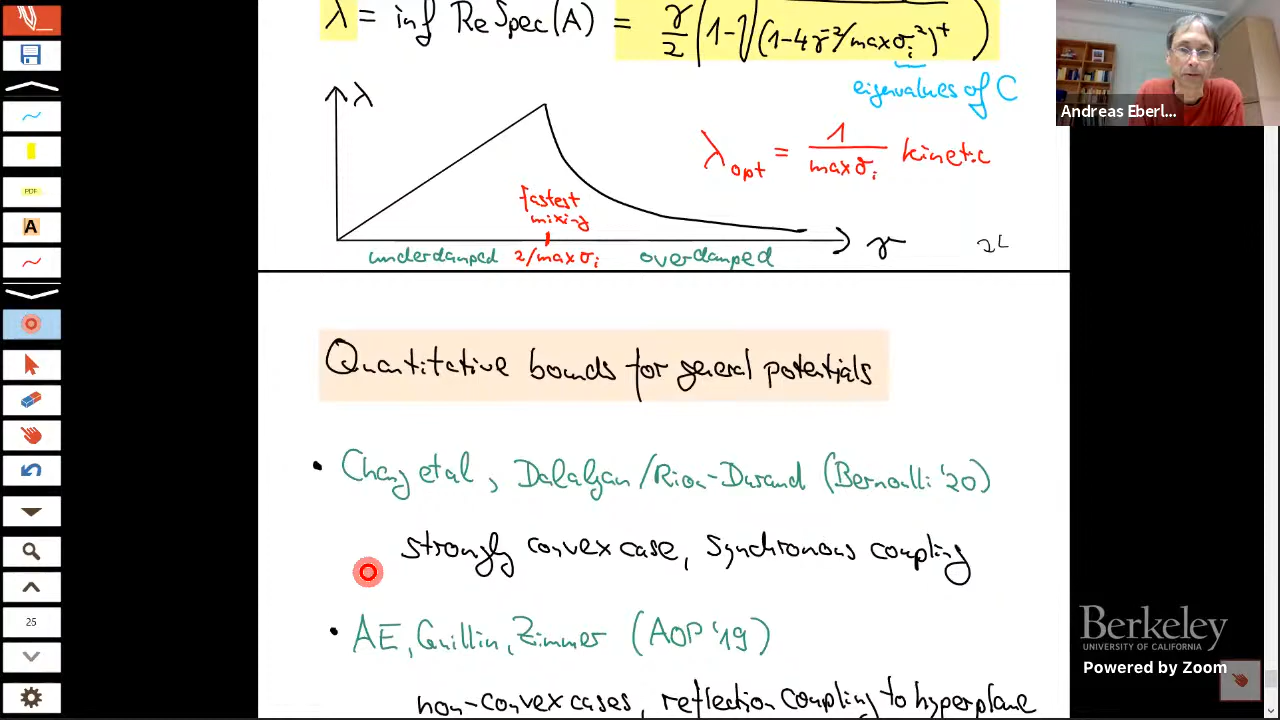 λ = inf Re Spec(A) = γ/2 (1-√(1-4γ⁻²/max σᵢ²)⁺)
eigenvalues of C
λ
λ_opt = 1/max σᵢ kinetic
fastest
mixing
γ
underdamped 2/max σᵢ overdamped
Quantitative bounds for general potentials
• Cheng et al, Dalalyan/Riou-Durand (Bernoulli '20)
strongly convex case, synchronous coupling
• AE, Guillin, Zimmer (AOP '19)
non-convex cases, reflection coupling to hyperplane
Andreas Eberl...
PDF
A
25
Berkeley
UNIVERSITY OF CALIFORNIA
Powered by Zoom